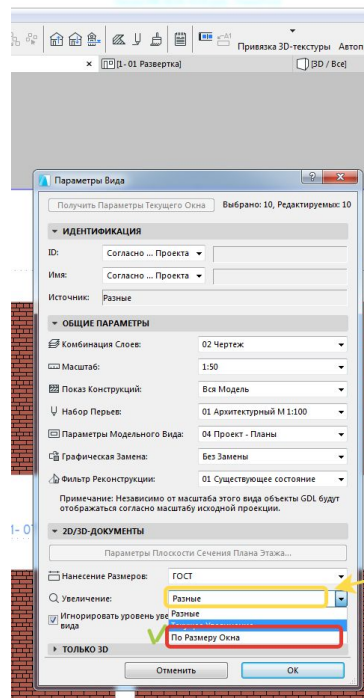 Привязка 3D-текстуры Автоп
[1- 01 Развертка] [3D / Все]
Параметры Вида
Получить Параметры Текущего Окна Выбрано: 10, Редактируемых: 10
ИДЕНТИФИКАЦИЯ
ID: Согласно ... Проекта
Имя: Согласно ... Проекта
Источник: Разные
ОБЩИЕ ПАРАМЕТРЫ
Комбинация Слоев: 02 Чертеж
Масштаб: 1:50
Показ Конструкций: Вся Модель
Набор Перьев: 01 Архитектурный М 1:100
Параметры Модельного Вида: 04 Проект - Планы
Графическая Замена: Без Замены
Фильтр Реконструкции: 01 Существующее состояние
Примечание: Независимо от масштаба этого вида объекты GDL будут
отображаться согласно масштабу исходной проекции.
2D/3D-ДОКУМЕНТЫ
Параметры Плоскости Сечения Плана Этажа...
Нанесение Размеров: ГОСТ
Увеличение: Разные
Разные
Игнорировать уровень уве
вида
По Размеру Окна
ТОЛЬКО 3D
Отменить ОК